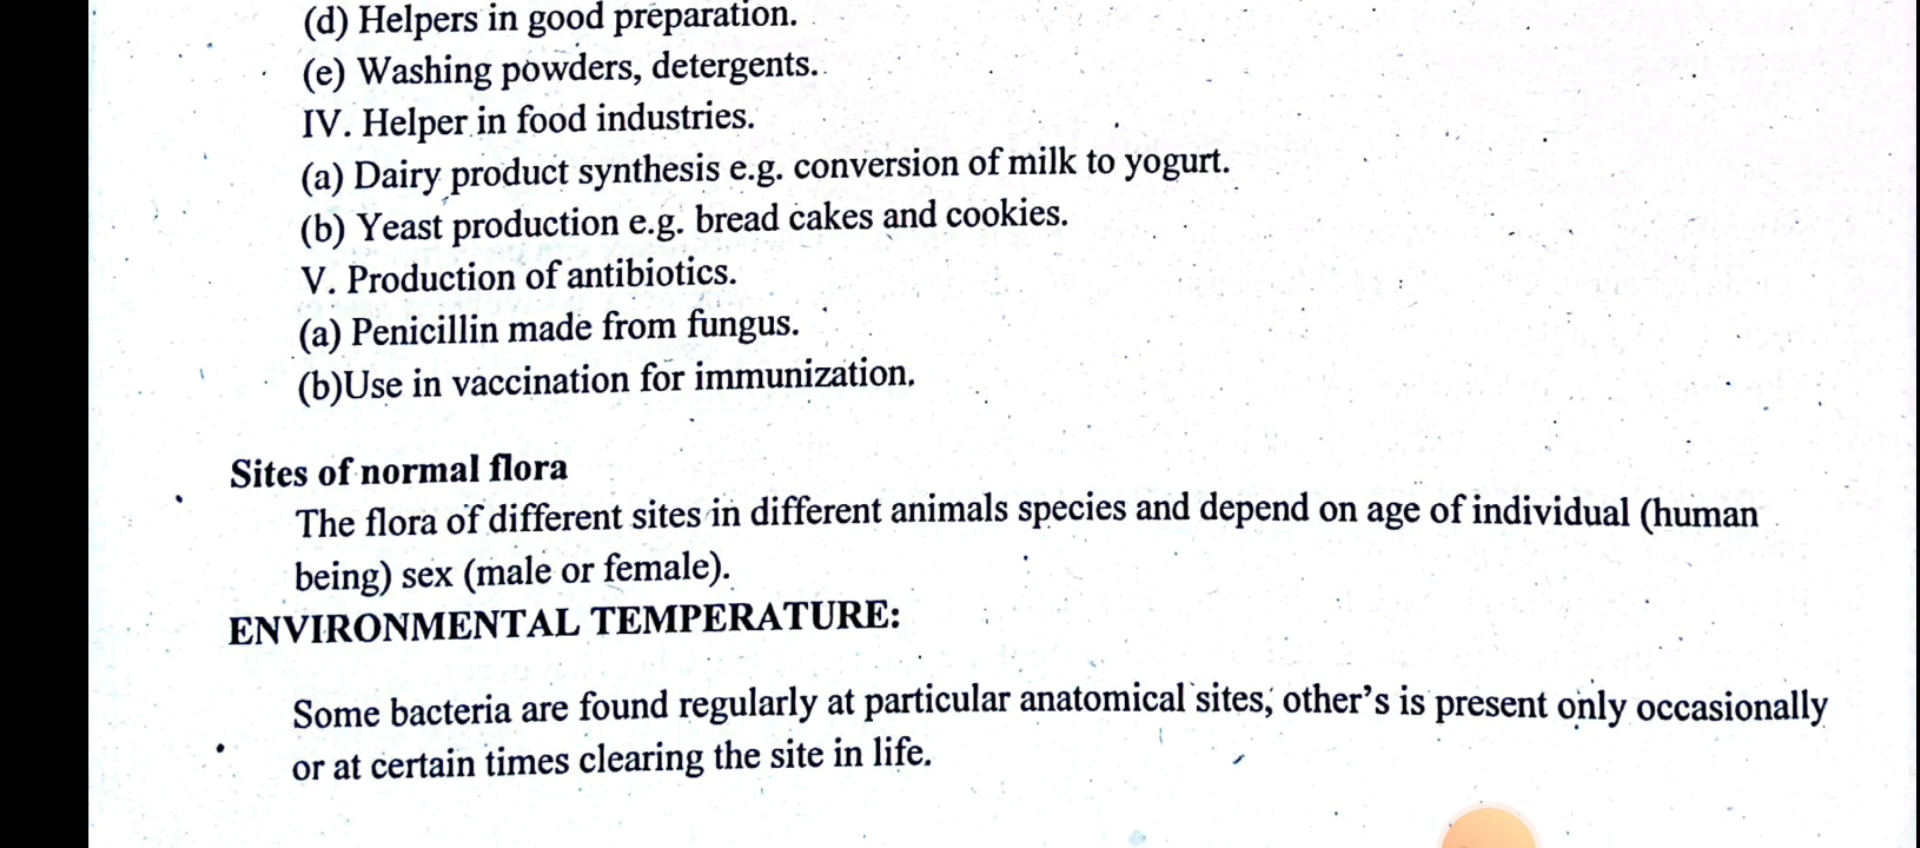 (d) Helpers in good preparation.
(e) Washing powders, detergents.
IV. Helper in food industries.
(a) Dairy product synthesis e.g. conversion of milk to yogurt.
(b) Yeast production e.g. bread cakes and cookies.
V. Production of antibiotics.
(a) Penicillin made from fungus.
(b)Use in vaccination for immunization.
Sites of normal flora
The flora of different sites in different animals species and depend on age of individual (human
being) sex (male or female).
ENVIRONMENTAL TEMPERATURE:
Some bacteria are found regularly at particular anatomical sites, other's is present only occasionally
or at certain times clearing the site in life.